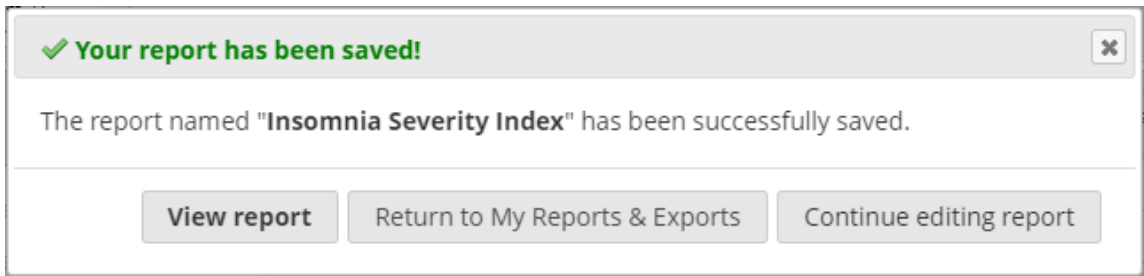 Your report has been saved!
The report named "Insomnia Severity Index" has been successfully saved.
View report
Return to My Reports & Exports
Continue editing report